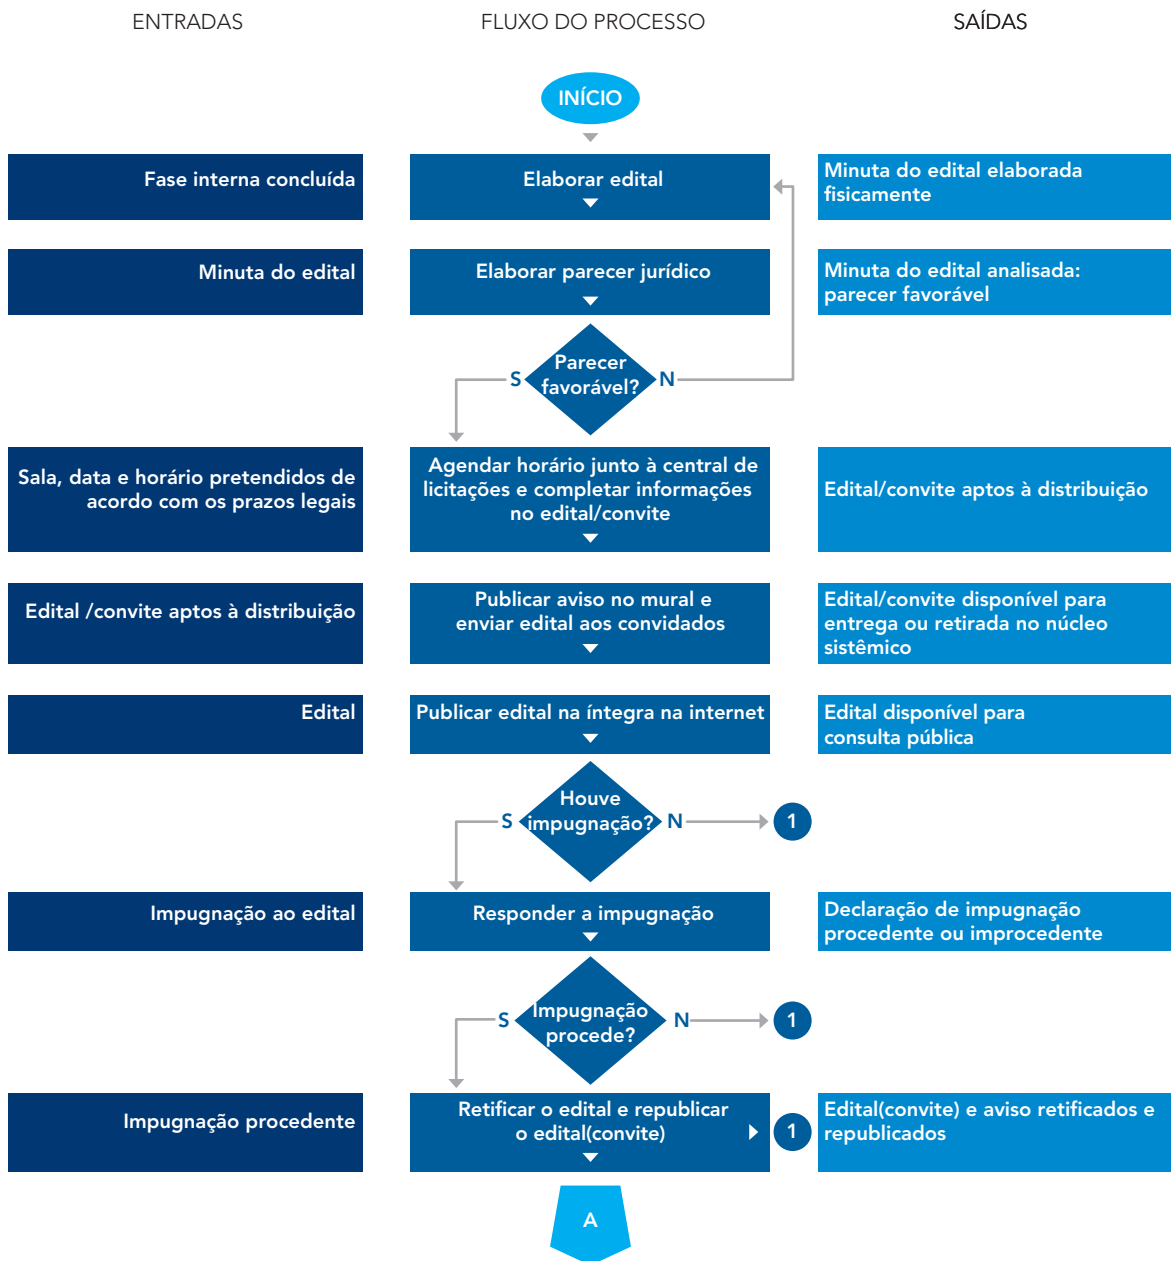 ENTRADAS
FLUXO DO PROCESSO
SAÍDAS
INÍCIO
Fase interna concluída
Elaborar edital
Minuta do edital elaborada
fisicamente
Minuta do edital
Elaborar parecer jurídico
Minuta do edital analisada:
parecer favorável
Parecer
favorável?
S
N
Sala, data e horário pretendidos de
acordo com os prazos legais
Agendar horário junto à central de
licitações e completar informações
no edital/convite
Edital/convite aptos à distribuição
Edital /convite aptos à distribuição
Publicar aviso no mural e
enviar edital aos convidados
Edital/convite disponível para
entrega ou retirada no núcleo
sistêmico
Edital
Publicar edital na íntegra na internet
Edital disponível para
consulta pública
Houve
impugnação?
S
N
1
Impugnação ao edital
Responder a impugnação
Declaração de impugnação
procedente ou improcedente
Impugnação
procede?
S
N
1
Impugnação procedente
Retificar o edital e republicar
o edital(convite)
1
Edital(convite) e aviso retificados e
republicados
A